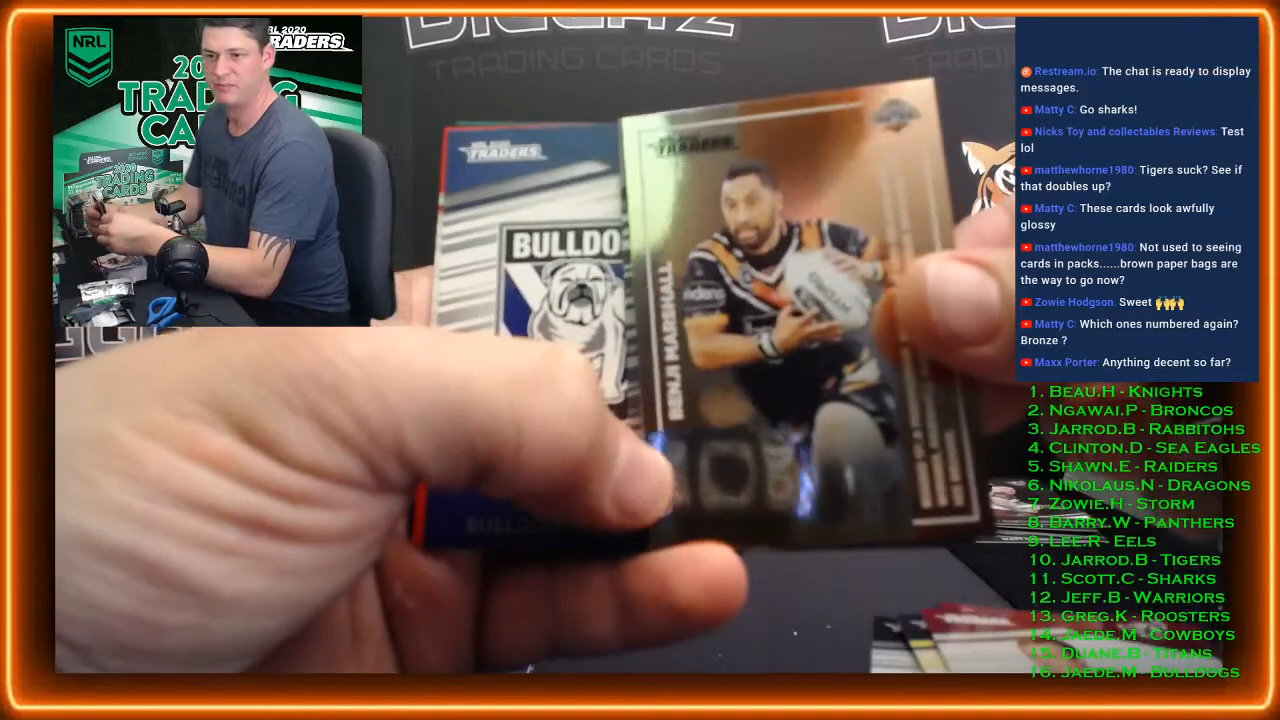 NRL
NRL 2020
TRADERS
TRADING CARDS
NRL 2020
TRADERS
BULLDO
TRADERS
BENJI MARSHALL
Restream.io: The chat is ready to display
messages.
Matty C: Go sharks!
Nicks Toy and collectables Reviews: Test
lol
matthewhorne1980: Tigers suck? See if
that doubles up?
Matty C: These cards look awfully
glossy
matthewhorne1980: Not used to seeing
cards in packs......brown paper bags are
the way to go now?
Zowie Hodgson: Sweet 🙌🙌
Matty C: Which ones numbered again?
Bronze ?
Maxx Porter: Anything decent so far?
1. Beau.H - Knights
2. Ngawai.P - Broncos
3. Jarrod.B - Rabbitohs
4. Clinton.D - Sea Eagles
5. Shawn.E - Raiders
6. Nikolaus.N - Dragons
7. Zowie.H - Storm
8. Barry.W - Panthers
9. Lee.R - Eels
10. Jarrod.B - Tigers
11. Scott.C - Sharks
12. Jeff.B - Warriors
13. Greg.K - Roosters
14. Jaede.M - Cowboys
15. Duane.B - Titans
16. Jaede.M - Bulldogs